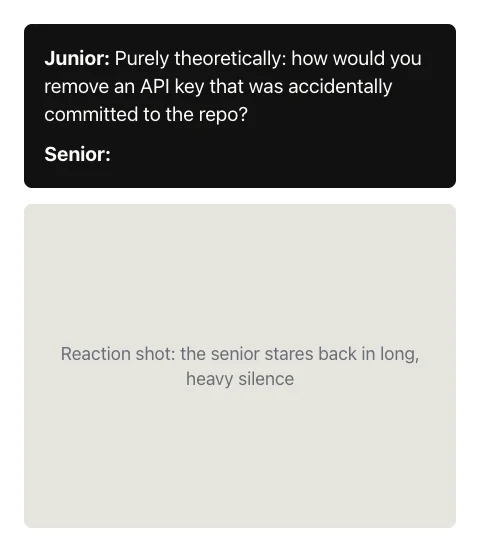 Junior: Purely theoretically: how would you
remove an API key that was accidentally
committed to the repo?
Senior:
Reaction shot: the senior stares back in long,
heavy silence